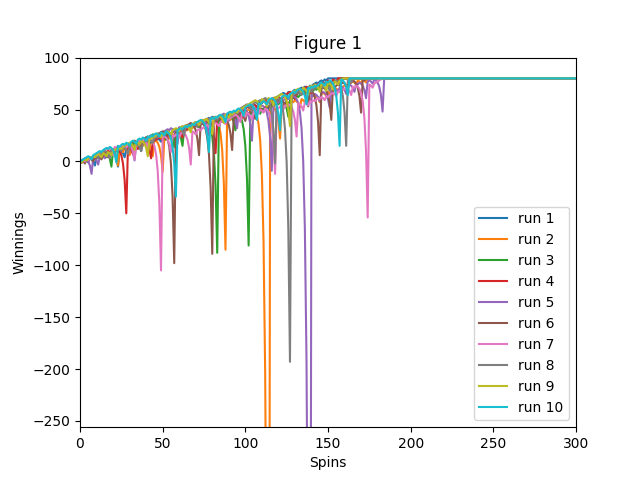 Figure 1
100
50
0
−50
−100
−150
−200
−250
Winnings
0 50 100 150 200 250 300
Spins
run 1
run 2
run 3
run 4
run 5
run 6
run 7
run 8
run 9
run 10